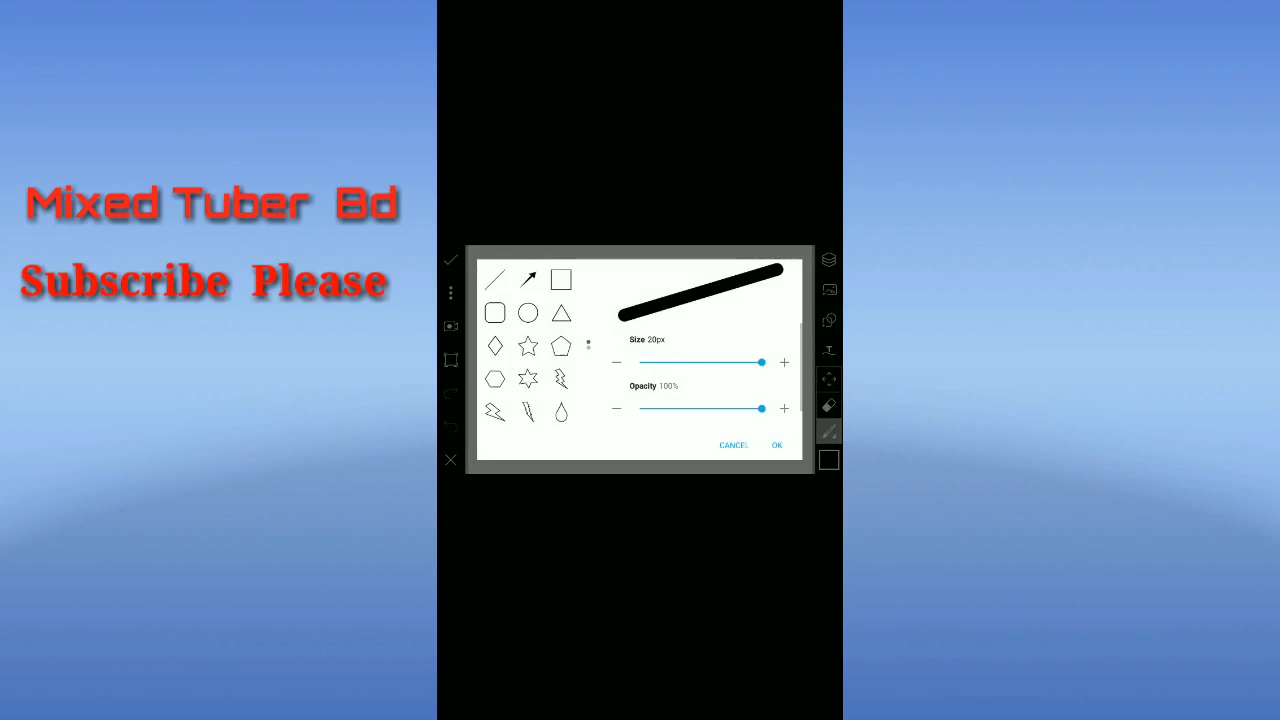 Mixed Tuber Bd
Subscribe Please
Size 20px
Opacity 100%
CANCEL OK